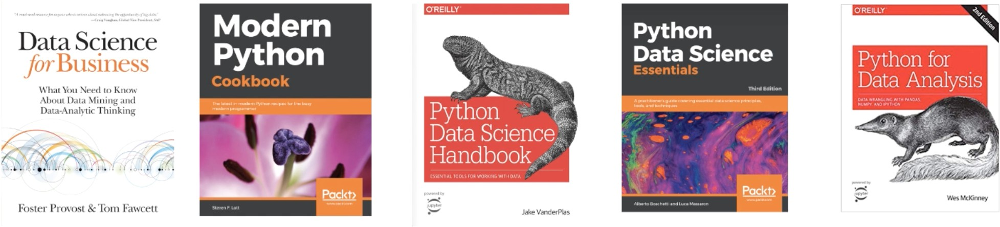 "A must-read resource for anyone who is serious about embracing the opportunity of big data."
—Craig Vaughan, Global Vice President, SAP
Data Science
for Business
What You Need to Know
About Data Mining and
Data-Analytic Thinking
Foster Provost & Tom Fawcett
Modern
Python
Cookbook
The latest in modern Python recipes for the busy
modern programmer
Packt>
www.packt.com
Steven F. Lott
O'REILLY®
Python
Data Science
Handbook
ESSENTIAL TOOLS FOR WORKING WITH DATA
powered by
jupyter
Jake VanderPlas
Python
Data Science
Essentials
Third Edition
A practitioner's guide covering essential data science principles,
tools, and techniques
Packt>
www.packt.com
Alberto Boschetti and Luca Massaron
O'REILLY®
2nd Edition
Python for
Data Analysis
DATA WRANGLING WITH PANDAS,
NUMPY, AND IPYTHON
powered by
jupyter
Wes McKinney